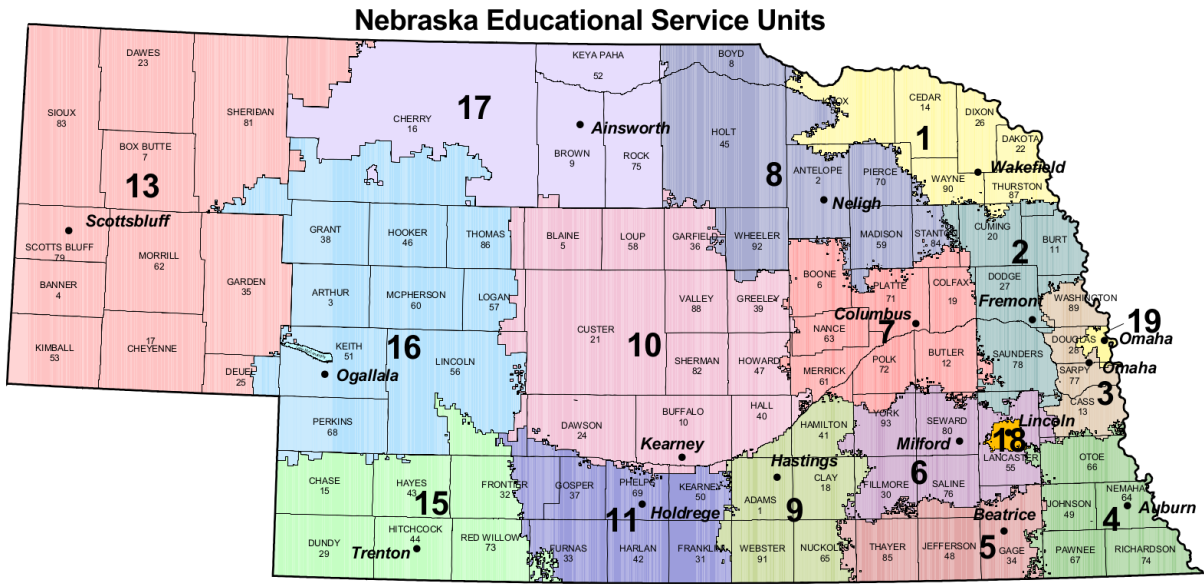 Nebraska Educational Service Units
DAWES
23
KEYA PAHA
52
BOYD
8
SIOUX
83
SHERIDAN
81
CHERRY
16
17
Ainsworth
BROWN
9
ROCK
75
HOLT
45
KNOX
CEDAR
14
DIXON
26
DAKOTA
22
1
BOX BUTTE
7
13
8
ANTELOPE
2
PIERCE
70
WAYNE
90
Wakefield
THURSTON
87
Neligh
Scottsbluff
SCOTTS BLUFF
79
MORRILL
62
GRANT
38
HOOKER
46
THOMAS
86
BLAINE
5
LOUP
58
GARFIELD
36
WHEELER
92
MADISON
59
STANTON
84
CUMING
20
2
BURT
11
BANNER
4
GARDEN
35
ARTHUR
3
MCPHERSON
60
LOGAN
57
VALLEY
88
GREELEY
39
BOONE
6
PLATTE
71
COLFAX
19
DODGE
27
Fremont
WASHINGTON
89
KIMBALL
53
17
CHEYENNE
DEUEL
25
KEITH
51
16
Ogallala
LINCOLN
56
CUSTER
21
10
SHERMAN
82
HOWARD
47
NANCE
63
Columbus
7
MERRICK
61
POLK
72
BUTLER
12
SAUNDERS
78
DOUGLAS
28
19
Omaha
Omaha
SARPY
77
3
CASS
13
PERKINS
68
DAWSON
24
BUFFALO
10
HALL
40
Kearney
HAMILTON
41
YORK
93
SEWARD
80
Milford
Lincoln
18
LANCASTER
55
OTOE
66
CHASE
15
HAYES
43
15
FRONTIER
32
GOSPER
37
PHELPS
69
KEARNEY
50
Holdrege
11
Hastings
ADAMS
1
CLAY
18
9
6
FILLMORE
30
SALINE
76
Beatrice
JOHNSON
49
NEMAHA
64
Auburn
4
DUNDY
29
HITCHCOCK
44
Trenton
RED WILLOW
73
FURNAS
33
HARLAN
42
FRANKLIN
31
WEBSTER
91
NUCKOLLS
65
THAYER
85
JEFFERSON
48
5
GAGE
34
PAWNEE
67
RICHARDSON
74